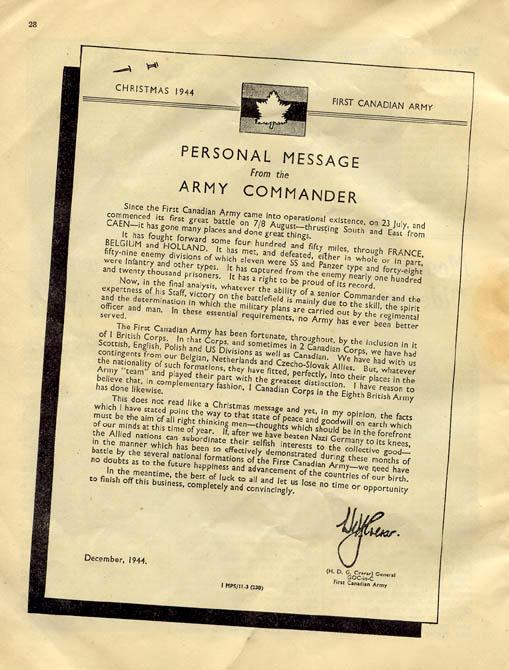 28
CHRISTMAS 1944
FIRST CANADIAN ARMY
PERSONAL MESSAGE
From the
ARMY COMMANDER
Since the First Canadian Army came into operational existence, on 23 July, and
commenced its first great battle on 7/8 August—thrusting South and East from
CAEN—it has gone many places and done great things.
It has fought forward some four hundred and fifty miles, through FRANCE,
BELGIUM and HOLLAND. It has met, and defeated, either in whole or in part,
fifty-nine enemy divisions of which eleven were SS and Panzer type and forty-eight
were Infantry and other types. It has captured from the enemy nearly one hundred
and twenty thousand prisoners. It has a right to be proud of its record.
Now, in the final analysis, whatever the ability of a senior Commander and the
expertness of his Staff, victory on the battlefield is mainly due to the skill, the spirit
and the determination in which the military plans are carried out by the regimental
officer and man. In these essential requirements, no Army has ever been better
served.
The First Canadian Army has been fortunate, throughout, by the inclusion in it
of I British Corps. In that Corps, and sometimes in 2 Canadian Corps, we have had
Scottish, English, Polish and US Divisions as well as Canadian. We have had with us
contingents from our Belgian, Netherlands and Czecho-Slovak Allies. But, whatever
the nationality of such formations, they have fitted, perfectly, into their places in the
Army "team" and played their part with the greatest distinction. I have reason to
believe that, in complementary fashion, I Canadian Corps in the Eighth British Army
has done likewise.
This does not read like a Christmas message and yet, in my opinion, the facts
which I have stated point the way to that state of peace and goodwill on earth which
must be the aim of all right thinking men—thoughts which should be in the forefront
of our minds at this time of year. If, after we have beaten Nazi Germany to its knees,
the Allied nations can subordinate their selfish interests to the collective good—
in the manner which has been so effectively demonstrated during these months of
battle by the several national formations of the First Canadian Army—we need have
no doubts as to the future happiness and advancement of the countries of our birth.
In the meantime, the best of luck to all and let us lose no time or opportunity
to finish off this business, completely and convincingly.
December, 1944.
(H. D. G. Crerar) General
GOC-in-C
First Canadian Army
I MPS/11-3 (230)